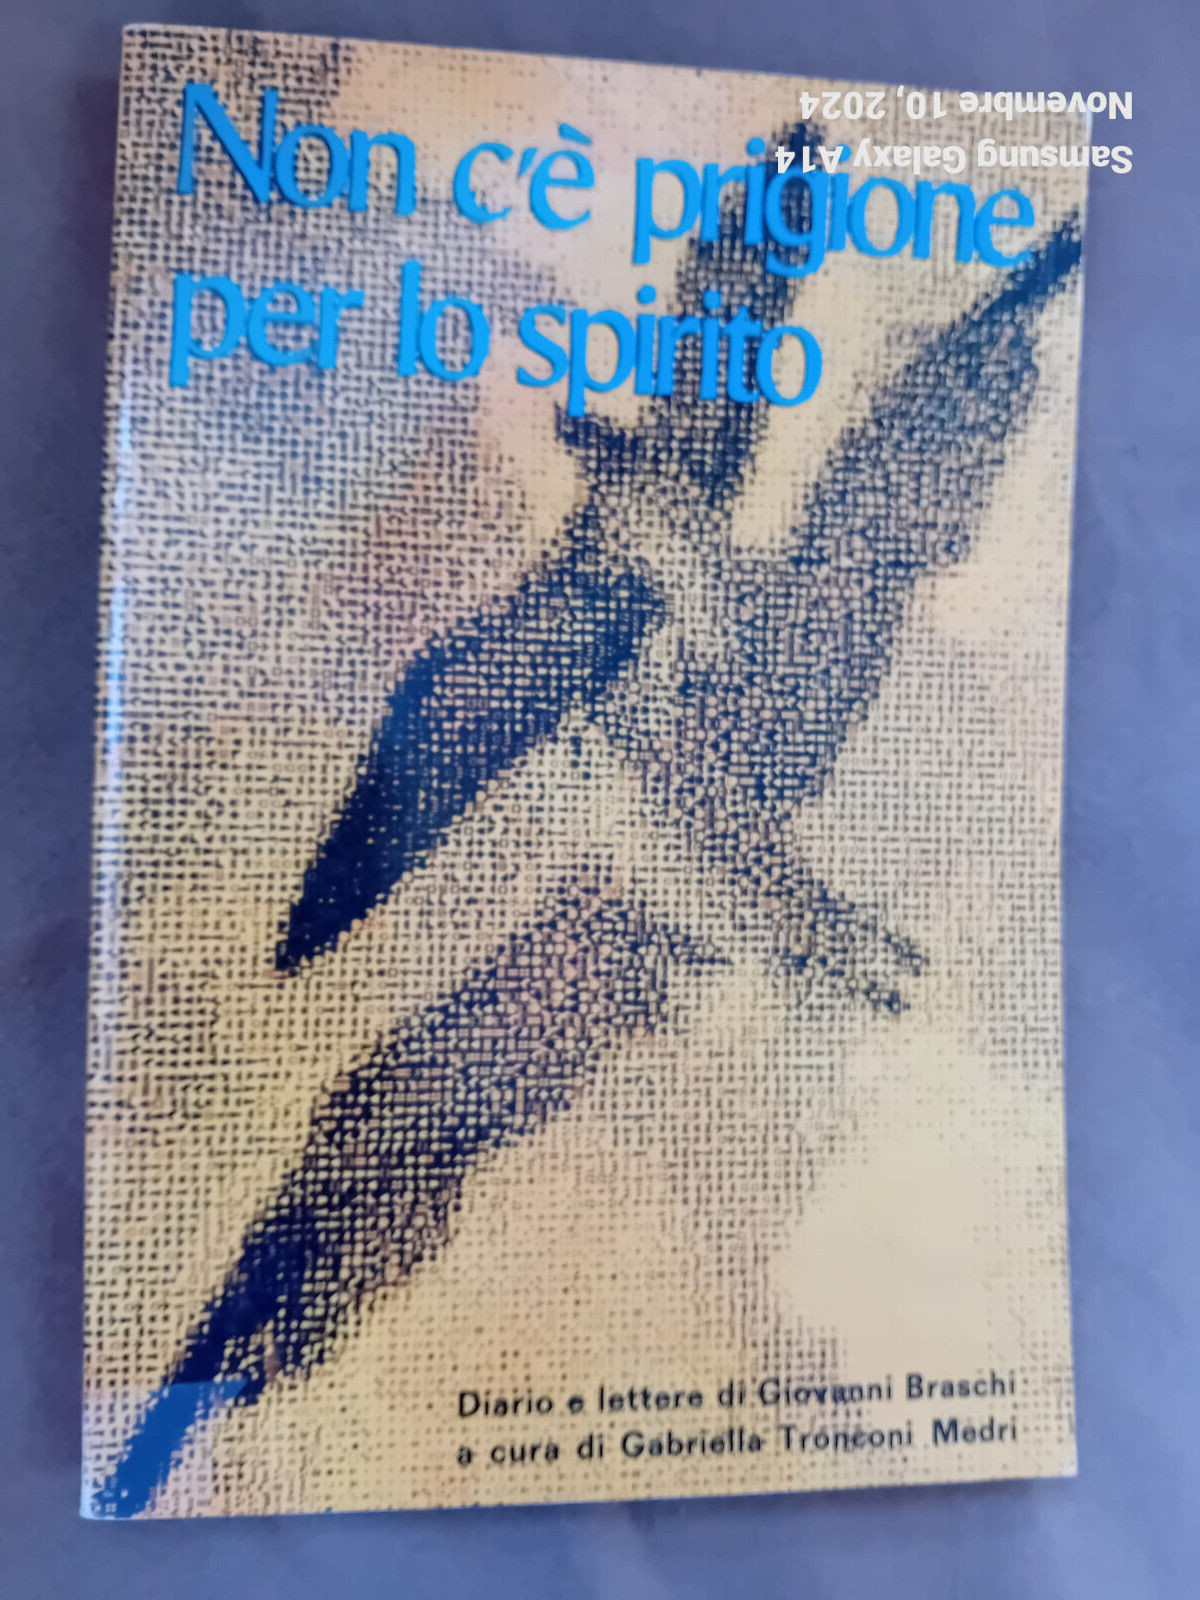 Non c'è prigione
per lo spirito
Diario e lettere di Giovanni Braschi
a cura di Gabriella Tronconi Medri
Samsung Galaxy A14
Novembre 10, 2024